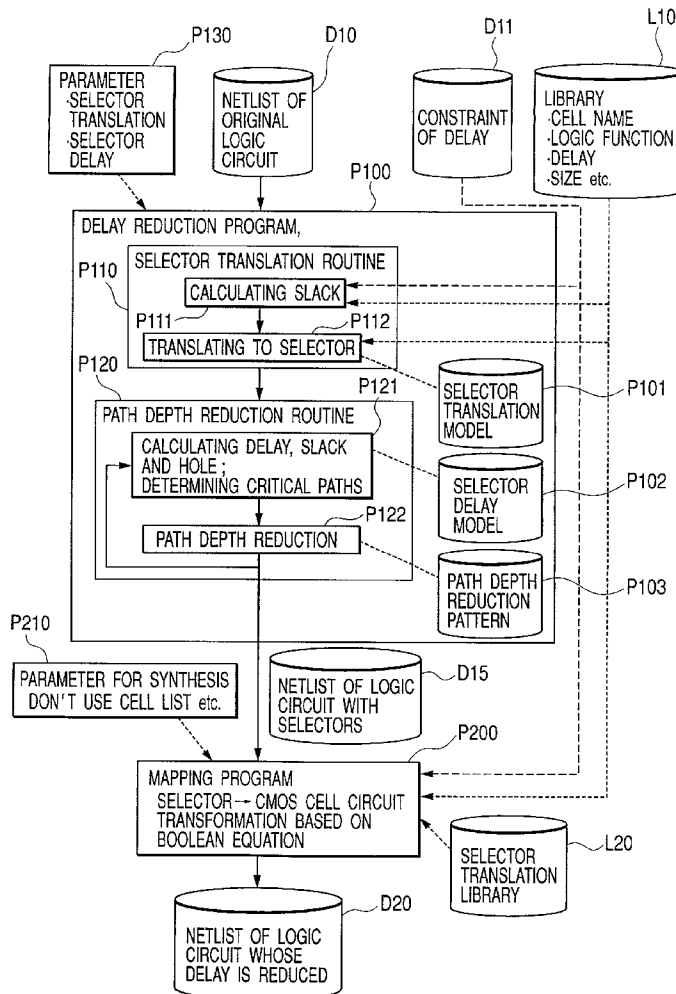 P130
D10
D11
L10
PARAMETER
·SELECTOR
TRANSLATION
·SELECTOR
DELAY
NETLIST OF
ORIGINAL
LOGIC
CIRCUIT
CONSTRAINT
OF DELAY
LIBRARY
·CELL NAME
·LOGIC FUNCTION
·DELAY
·SIZE etc.
P100
DELAY REDUCTION PROGRAM,
P110
SELECTOR TRANSLATION ROUTINE
CALCULATING SLACK
P111
P112
TRANSLATING TO SELECTOR
P120
P121
SELECTOR
TRANSLATION
MODEL
P101
PATH DEPTH REDUCTION ROUTINE
CALCULATING DELAY, SLACK
AND HOLE ;
DETERMINING CRITICAL PATHS
SELECTOR
DELAY
MODEL
P102
P122
PATH DEPTH REDUCTION
PATH DEPTH
REDUCTION
PATTERN
P103
P210
PARAMETER FOR SYNTHESIS
DON'T USE CELL LIST etc.
NETLIST OF LOGIC
CIRCUIT WITH
SELECTORS
D15
P200
MAPPING PROGRAM
SELECTOR → CMOS CELL CIRCUIT
TRANSFORMATION BASED ON
BOOLEAN EQUATION
SELECTOR
TRANSLATION
LIBRARY
L20
D20
NETLIST OF LOGIC
CIRCUIT WHOSE
DELAY IS REDUCED